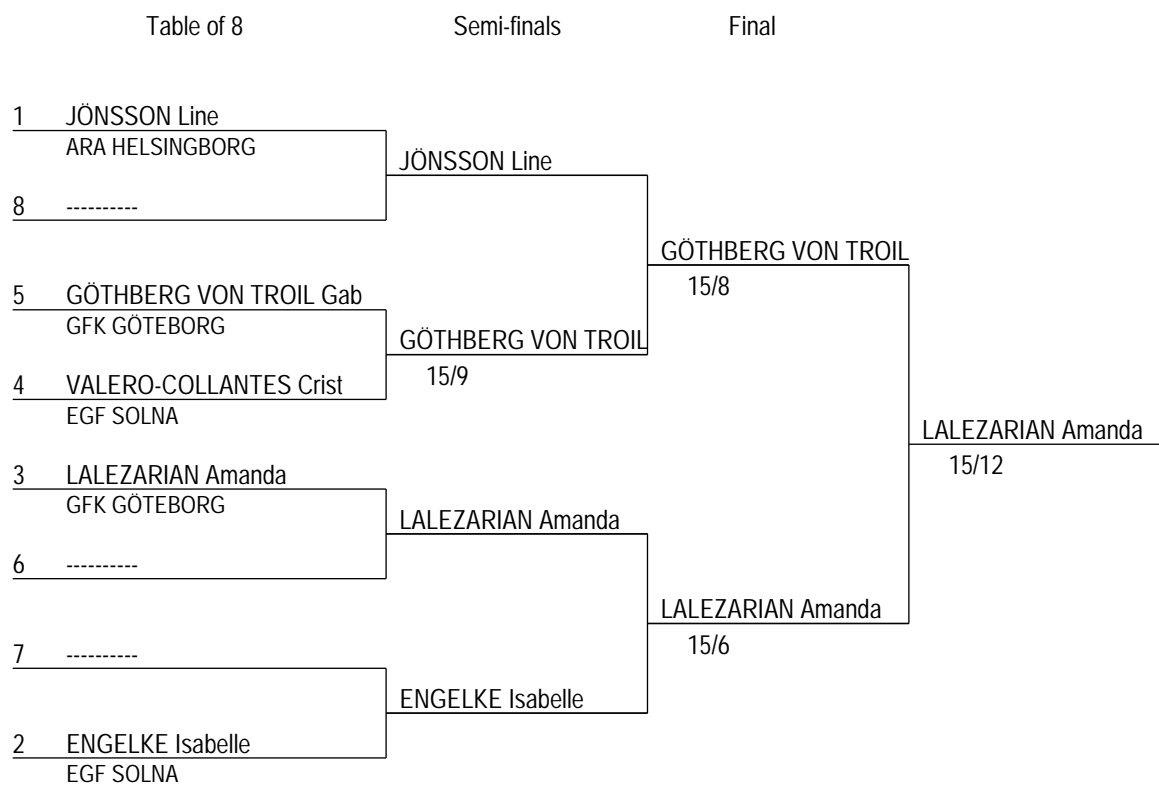 Table of 8 Semi-finals Final
1 JÖNSSON Line
ARA HELSINGBORG
JÖNSSON Line
8 ----------
GÖTHBERG VON TROIL
15/8
5 GÖTHBERG VON TROIL Gab
GFK GÖTEBORG
GÖTHBERG VON TROIL
15/9
4 VALERO-COLLANTES Crist
EGF SOLNA
LALEZARIAN Amanda
15/12
3 LALEZARIAN Amanda
GFK GÖTEBORG
LALEZARIAN Amanda
6 ----------
LALEZARIAN Amanda
15/6
7 ----------
ENGELKE Isabelle
2 ENGELKE Isabelle
EGF SOLNA